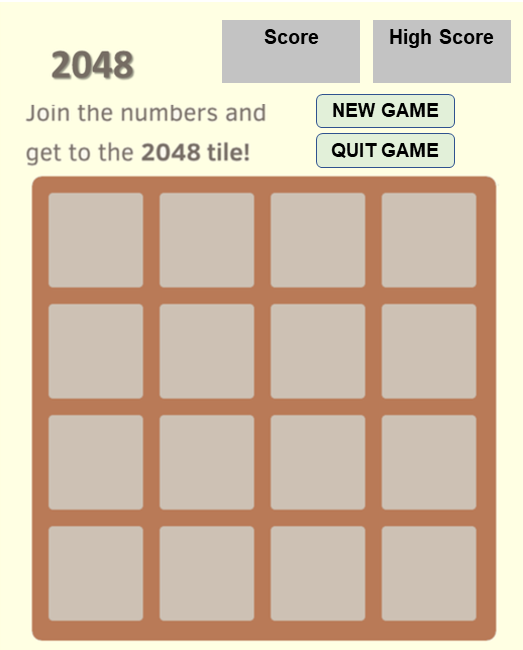 2048
Score
High Score
Join the numbers and
get to the 2048 tile!
NEW GAME
QUIT GAME